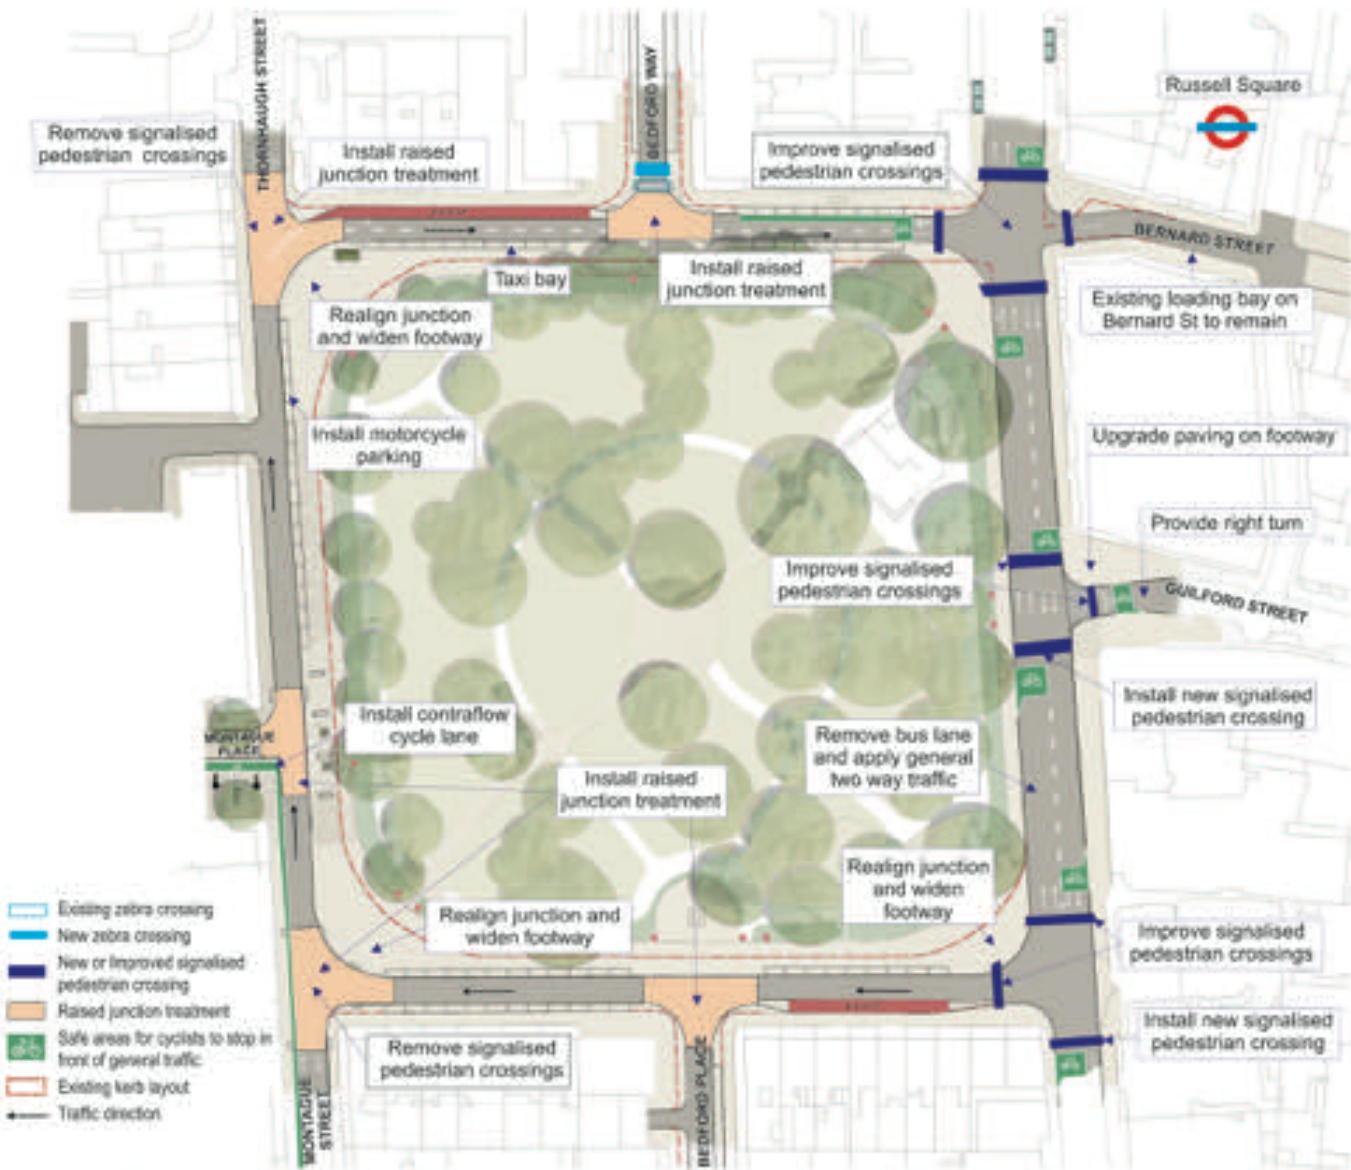 THORNHAUGH STREET
BEDFORD WAY
Russell Square
Remove signalised
pedestrian crossings
Install raised
junction treatment
Improve signalised
pedestrian crossings
BERNARD STREET
Taxi bay
Install raised
junction treatment
Existing loading bay on
Bernard St to remain
Realign junction
and widen footway
Install motorcycle
parking
Upgrade paving on footway
Provide right turn
Improve signalised
pedestrian crossings
GUILFORD STREET
Install new signalised
pedestrian crossing
MONTAGUE
PLACE
Install contraflow
cycle lane
Remove bus lane
and apply general
two way traffic
Install raised
junction treatment
Realign junction
and widen
footway
Realign junction and
widen footway
Improve signalised
pedestrian crossings
Install new signalised
pedestrian crossing
Remove signalised
pedestrian crossings
MONTAGUE
STREET
BEDFORD PLACE
Existing zebra crossing
New zebra crossing
New or Improved signalised
pedestrian crossing
Raised junction treatment
Safe areas for cyclists to stop in
front of general traffic
Existing kerb layout
Traffic direction